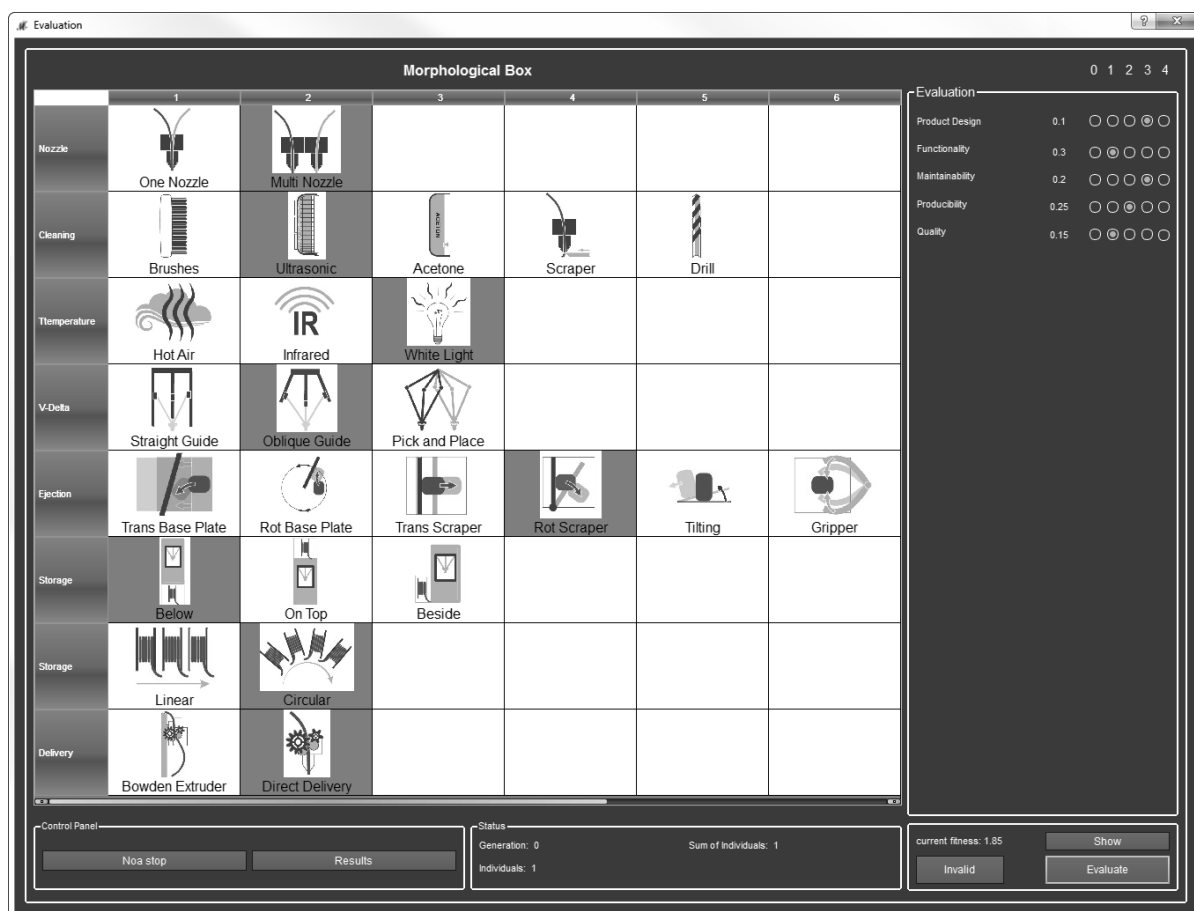 Evaluation
Morphological Box
0 1 2 3 4
1 2 3 4 5 6
Nozzle
One Nozzle
Multi Nozzle
Cleaning
Brushes
Ultrasonic
Acetone
Scraper
Drill
Ttemperature
IR
Hot Air
Infrared
White Light
V-Delta
Straight Guide
Oblique Guide
Pick and Place
Ejection
Trans Base Plate
Rot Base Plate
Trans Scraper
Rot Scraper
Tilting
Gripper
Storage
Below
On Top
Beside
Storage
Linear
Circular
Delivery
Bowden Extruder
Direct Delivery
Evaluation
Product Design 0.1
Functionality 0.3
Maintainability 0.2
Producibility 0.25
Quality 0.15
Control Panel
Noa stop
Results
Status
Generation: 0
Sum of Individuals: 1
Individuals: 1
current fitness: 1.85
Show
Invalid
Evaluate